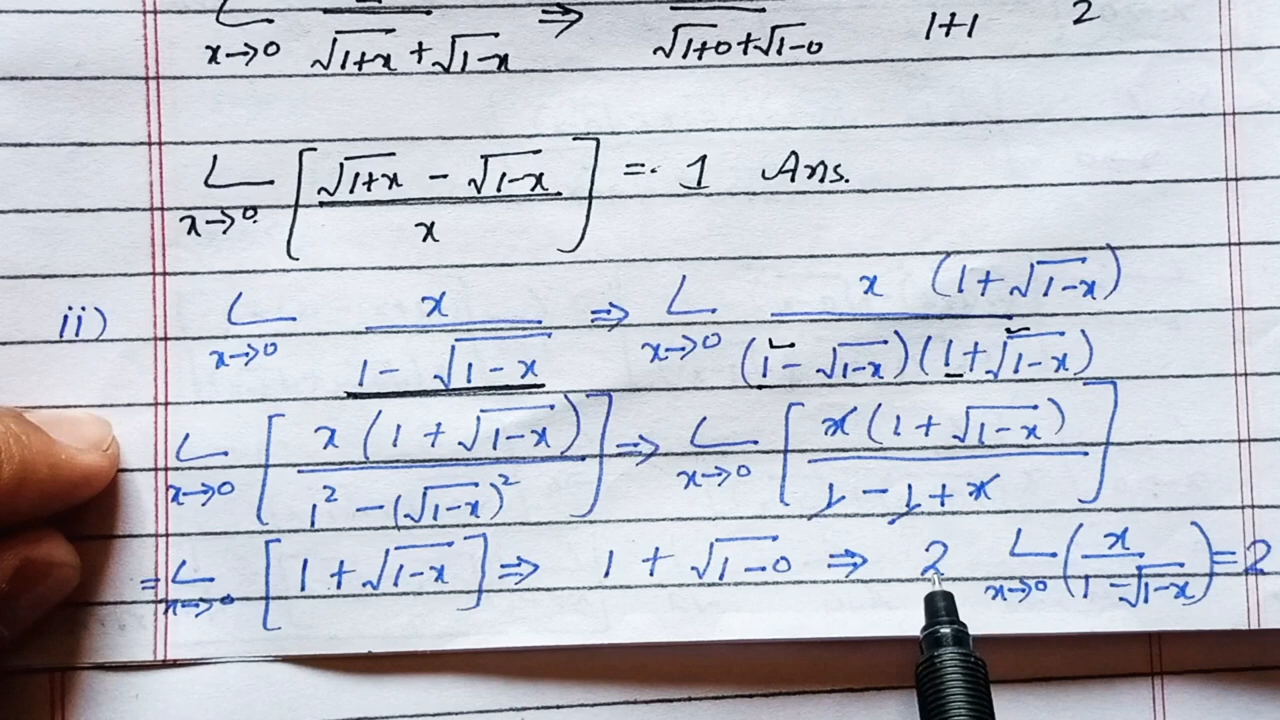 L x→0 /(√1+x + √1-x) ⇒ /(√1+0 + √1-0) 1+1 2
L x→0 [(√1+x - √1-x)/x] = 1 Ans.
ii) L x→0 x/(1 - √1-x) ⇒ L x→0 x (1 + √1-x)/((1 - √1-x)(1 + √1-x))
L x→0 [x(1 + √1-x)/(1² - (√1-x)²)] ⇒ L x→0 [x(1 + √1-x)/(1 - 1 + x)]
= L x→0 [1 + √1-x] ⇒ 1 + √1-0 ⇒ 2 L x→0 (x/(1 - √1-x)) = 2